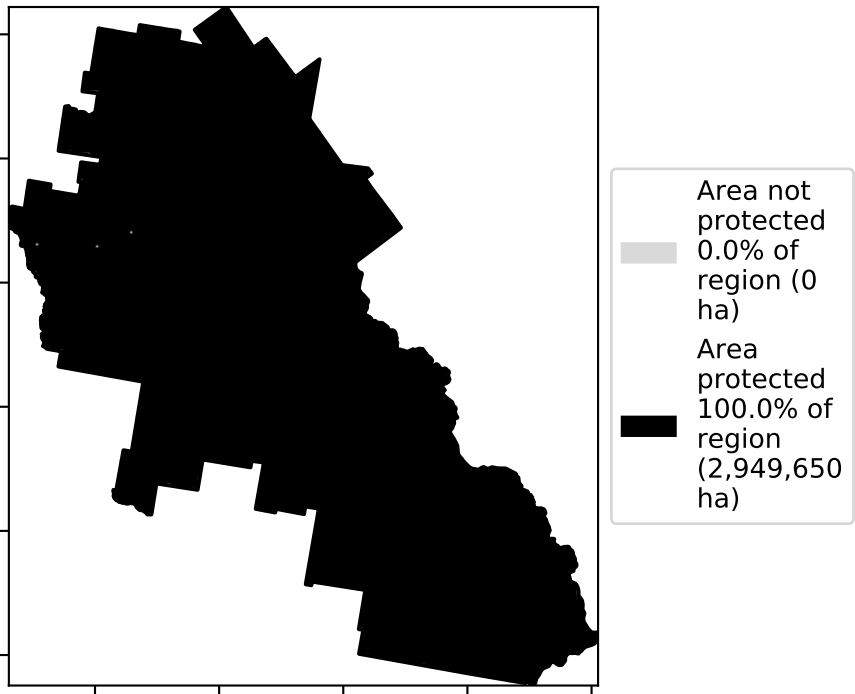 Area not
protected
0.0% of
region (0
ha)
Area
protected
100.0% of
region
(2,949,650
ha)